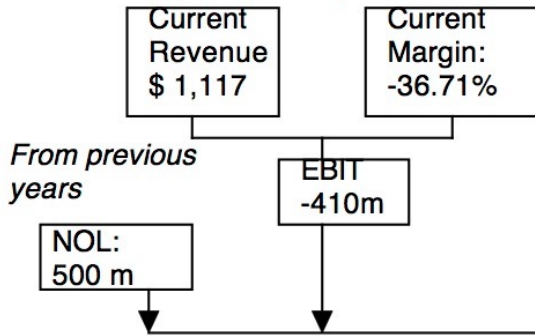 Current
Revenue
$ 1,117
Current
Margin:
-36.71%
From previous
years
EBIT
-410m
NOL:
500 m